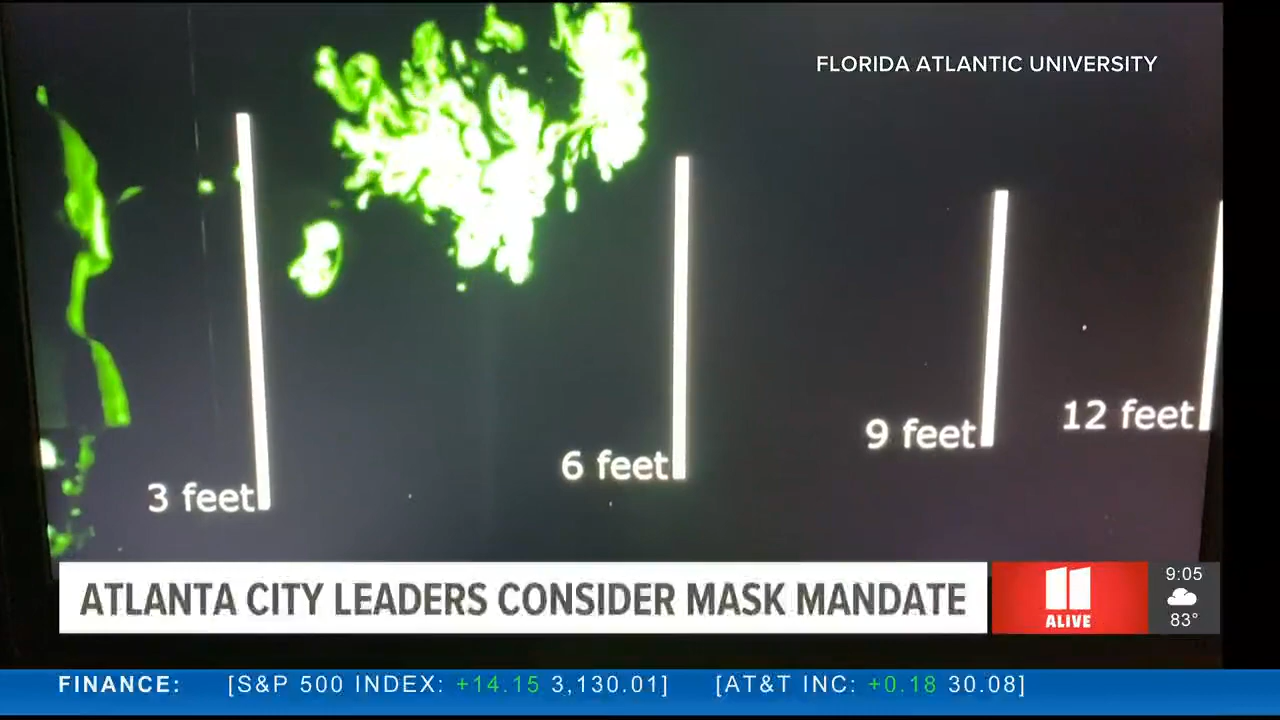 FLORIDA ATLANTIC UNIVERSITY
3 feet
6 feet
9 feet
12 feet
ATLANTA CITY LEADERS CONSIDER MASK MANDATE
11
ALIVE
9:05
83°
FINANCE: [S&P 500 INDEX: +14.15 3,130.01] [AT&T INC: +0.18 30.08]